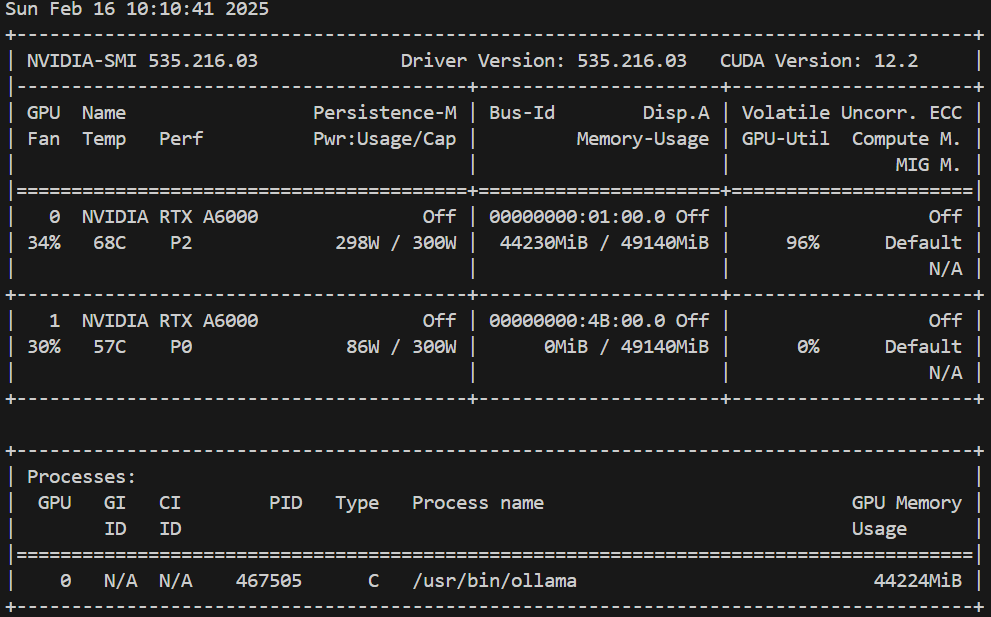 Sun Feb 16 10:10:41 2025
+---------------------------------------------------------------------------------------+
| NVIDIA-SMI 535.216.03             Driver Version: 535.216.03   CUDA Version: 12.2     |
|-----------------------------------------+----------------------+----------------------+
| GPU  Name                 Persistence-M | Bus-Id        Disp.A | Volatile Uncorr. ECC |
| Fan  Temp   Perf          Pwr:Usage/Cap |         Memory-Usage | GPU-Util  Compute M. |
|                                         |                      |               MIG M. |
|=========================================+======================+======================|
|   0  NVIDIA RTX A6000               Off | 00000000:01:00.0 Off |                  Off |
| 34%   68C    P2             298W / 300W |  44230MiB / 49140MiB |     96%      Default |
|                                         |                      |                  N/A |
+-----------------------------------------+----------------------+----------------------+
|   1  NVIDIA RTX A6000               Off | 00000000:4B:00.0 Off |                  Off |
| 30%   57C    P0              86W / 300W |      0MiB / 49140MiB |      0%      Default |
|                                         |                      |                  N/A |
+-----------------------------------------+----------------------+----------------------+

+---------------------------------------------------------------------------------------+
| Processes:                                                                            |
|  GPU   GI   CI        PID   Type   Process name                            GPU Memory |
|        ID   ID                                                             Usage      |
|=======================================================================================|
|    0   N/A  N/A    467505      C   /usr/bin/ollama                           44224MiB |
+---------------------------------------------------------------------------------------+